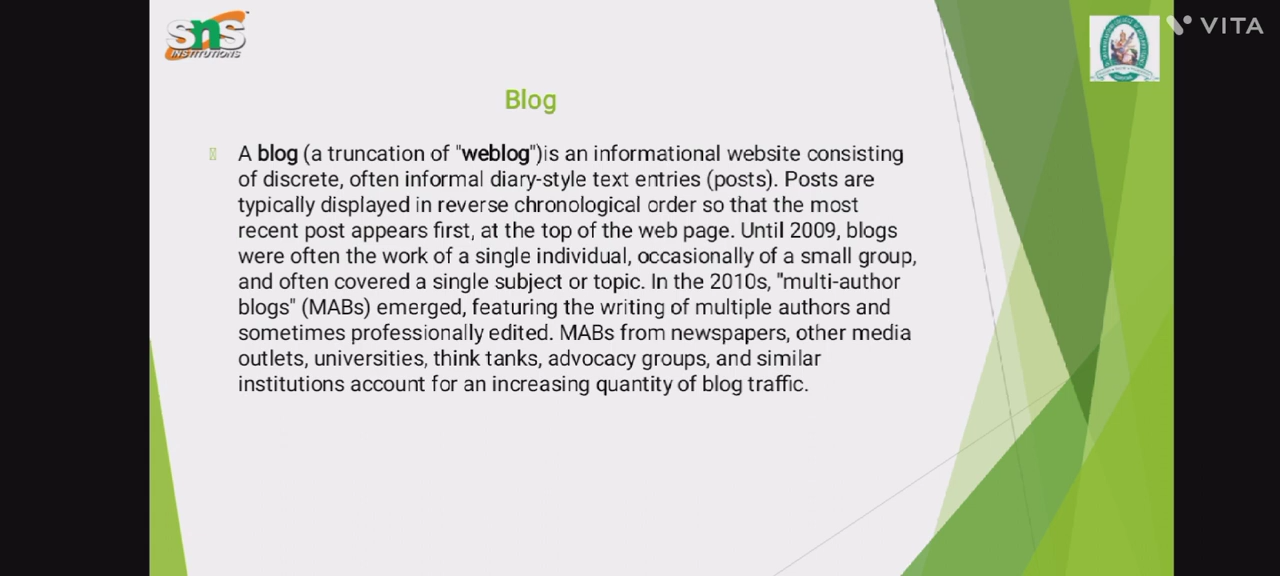 SNS
INSTITUTIONS
VITA
Blog
A blog (a truncation of "weblog")is an informational website consisting
of discrete, often informal diary-style text entries (posts). Posts are
typically displayed in reverse chronological order so that the most
recent post appears first, at the top of the web page. Until 2009, blogs
were often the work of a single individual, occasionally of a small group,
and often covered a single subject or topic. In the 2010s, "multi-author
blogs" (MABs) emerged, featuring the writing of multiple authors and
sometimes professionally edited. MABs from newspapers, other media
outlets, universities, think tanks, advocacy groups, and similar
institutions account for an increasing quantity of blog traffic.